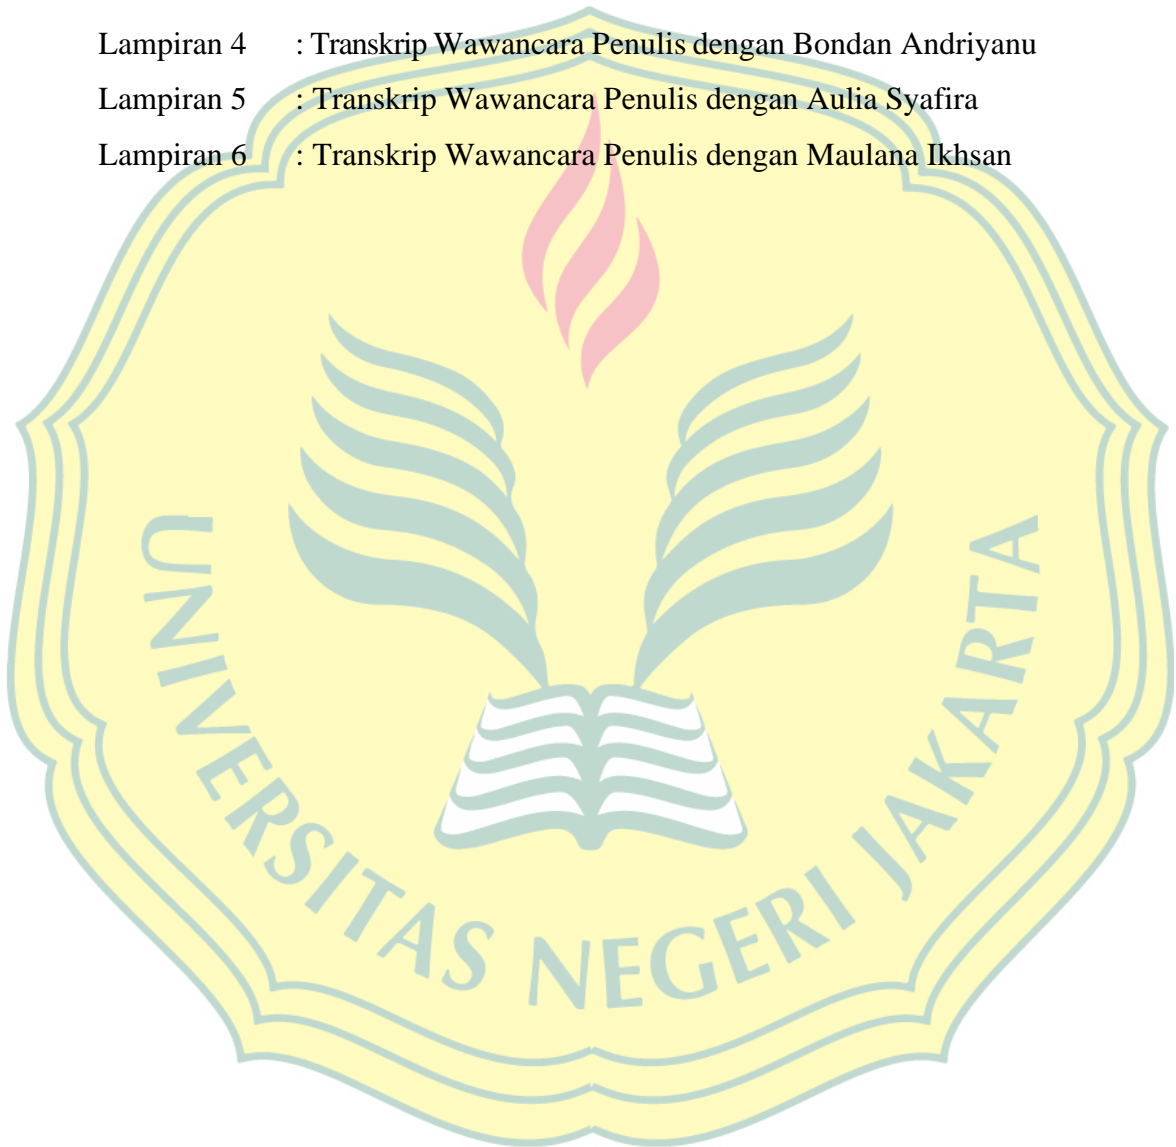 Lampiran 4 : Transkrip Wawancara Penulis dengan Bondan Andriyanu
Lampiran 5 : Transkrip Wawancara Penulis dengan Aulia Syafira
Lampiran 6 : Transkrip Wawancara Penulis dengan Maulana Ikhsan
UNIVERSITAS NEGERI JAKARTA